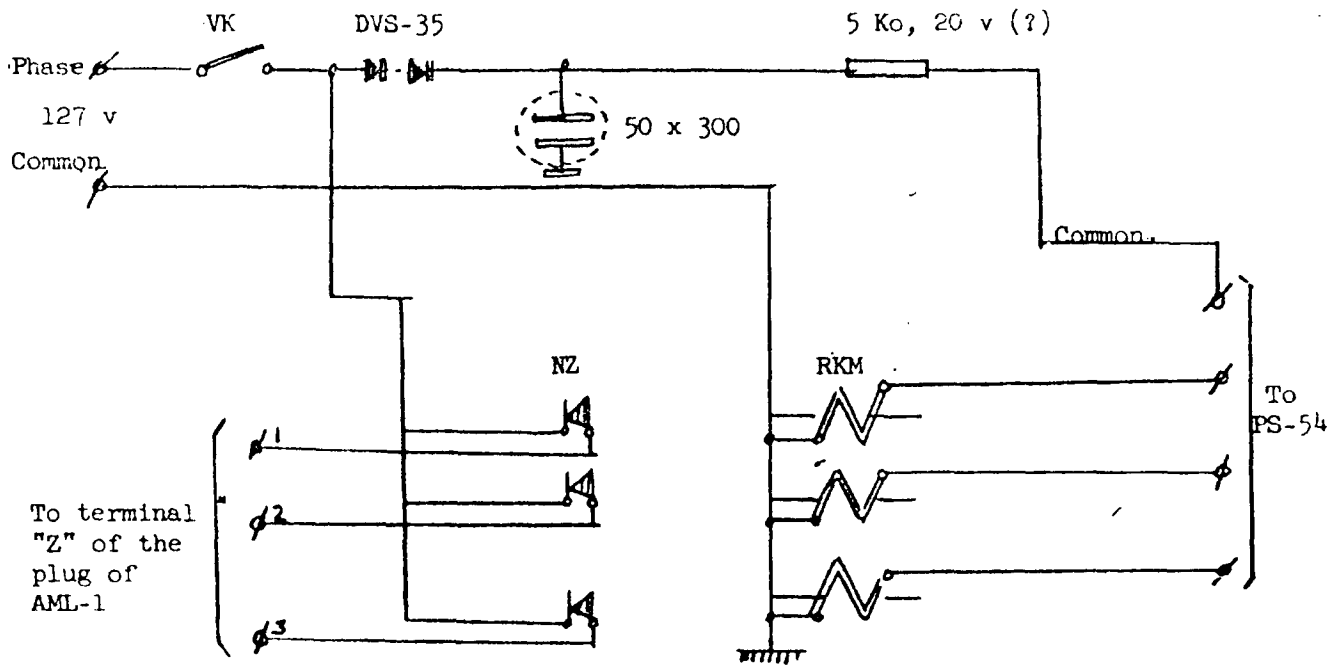 VK
DVS-35
5 Ko, 20 v (?)
Phase
127 v
Common
50 x 300
Common
NZ
RKM
To
PS-54
1
2
3
To terminal
"Z" of the
plug of
AML-1